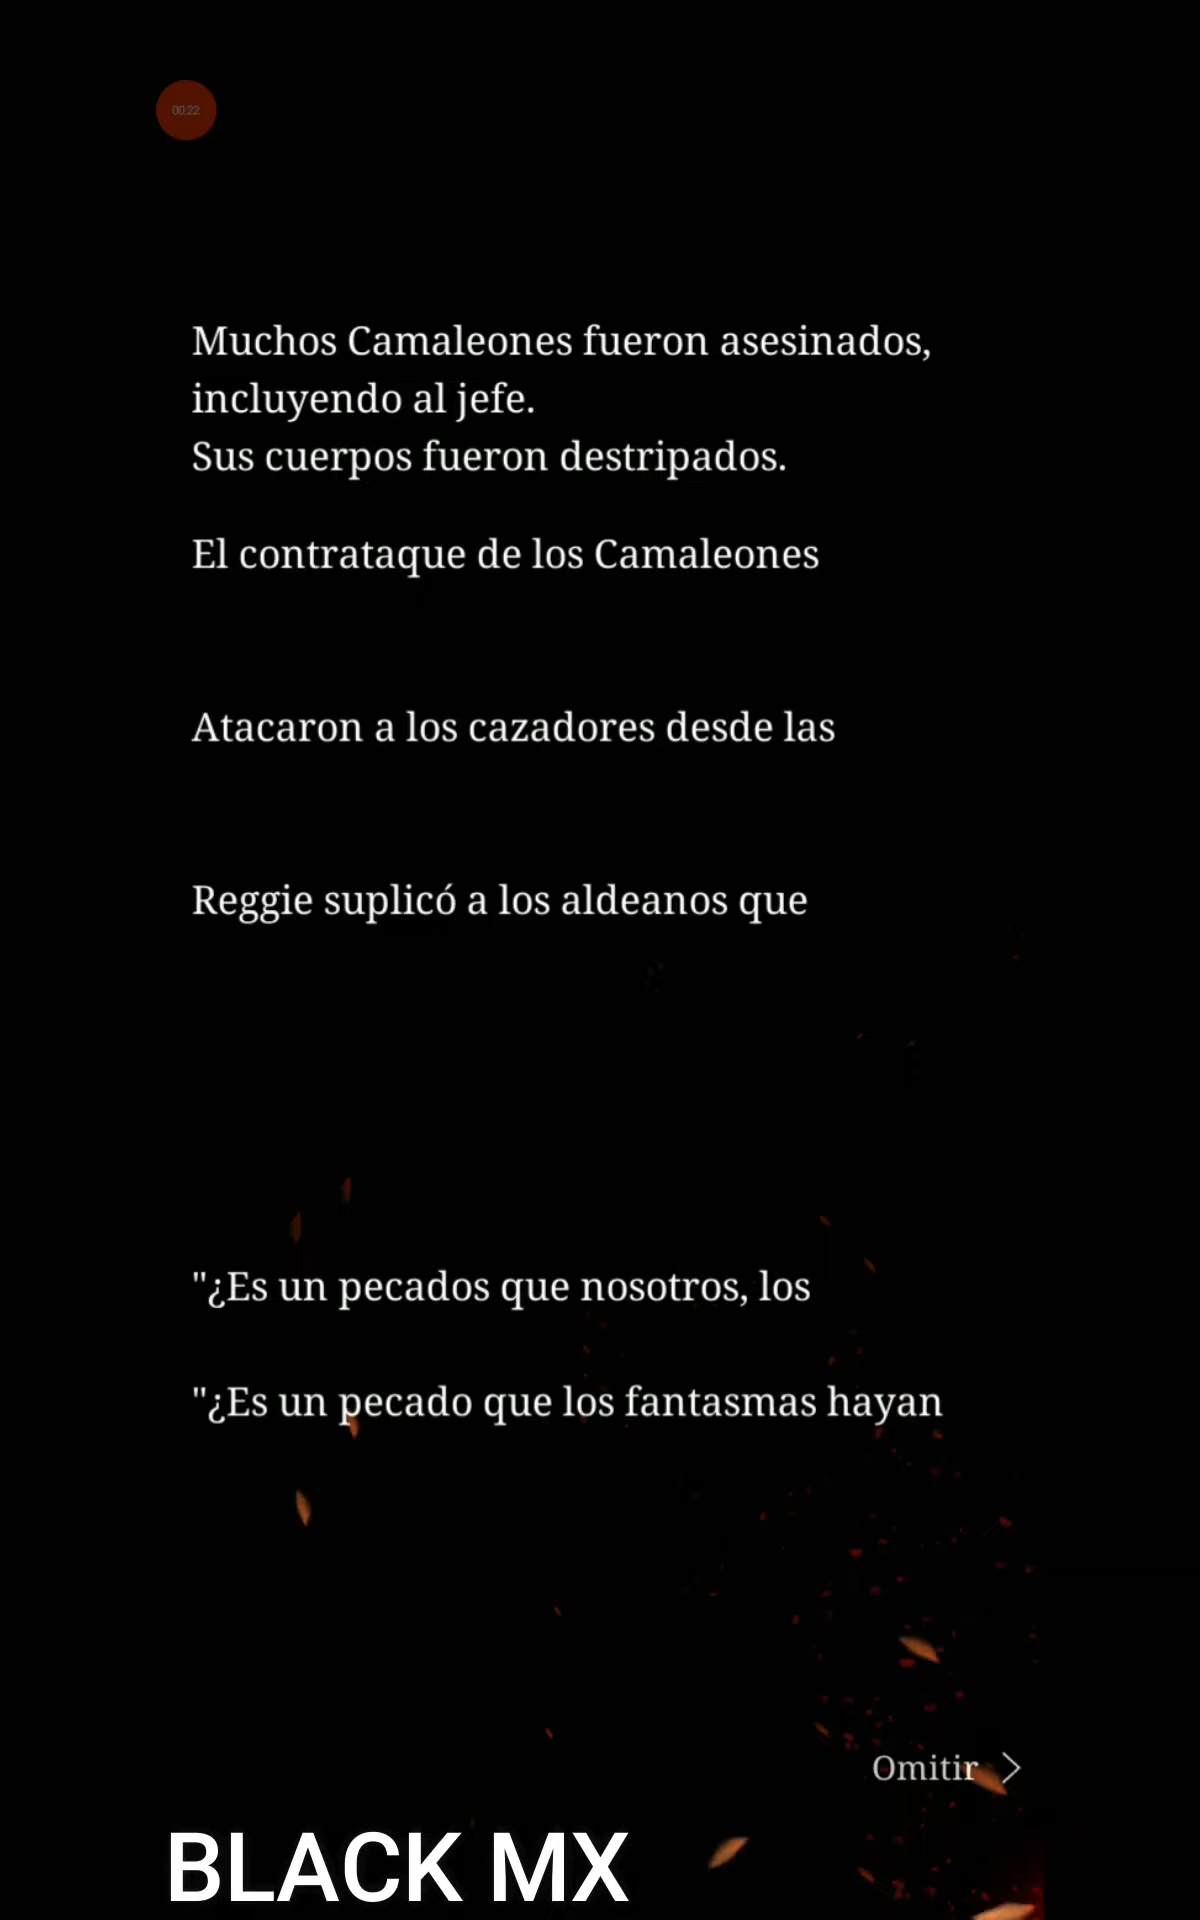 00:22
Muchos Camaleones fueron asesinados,
incluyendo al jefe.
Sus cuerpos fueron destripados.
El contrataque de los Camaleones
Atacaron a los cazadores desde las
Reggie suplicó a los aldeanos que
"¿Es un pecados que nosotros, los
"¿Es un pecado que los fantasmas hayan
Omitir
BLACK MX